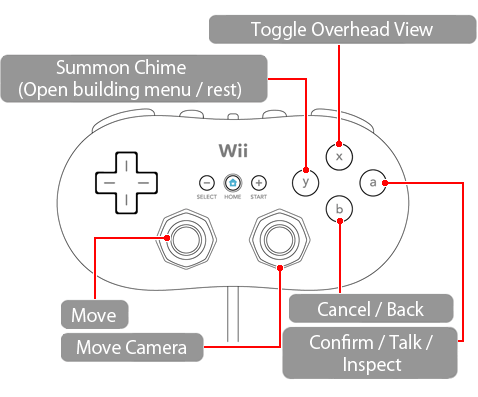 Toggle Overhead View
Summon Chime
(Open building menu / rest)
Wii
x
y
a
b
SELECT HOME START
Move
Move Camera
Cancel / Back
Confirm / Talk /
Inspect